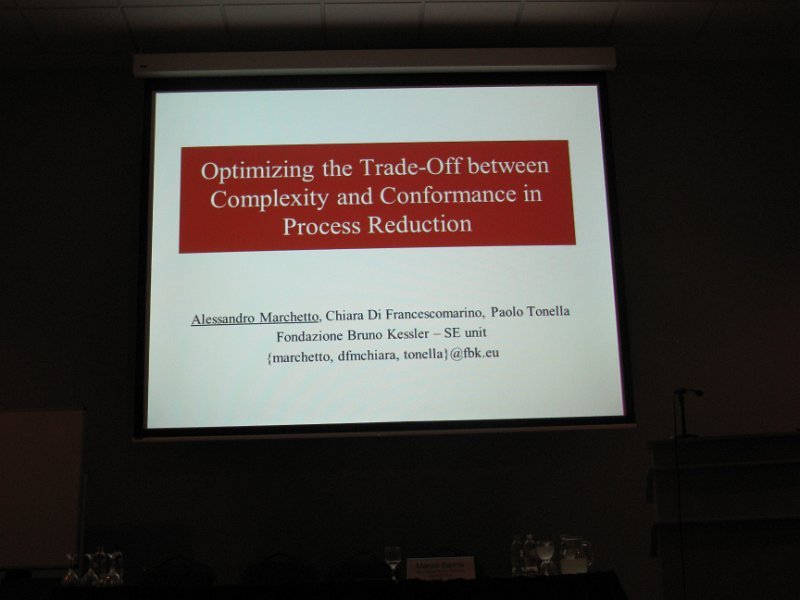 Optimizing the Trade-Off between
Complexity and Conformance in
Process Reduction
Alessandro Marchetto, Chiara Di Francescomarino, Paolo Tonella
Fondazione Bruno Kessler – SE unit
{marchetto, dfmchiara, tonella}@fbk.eu